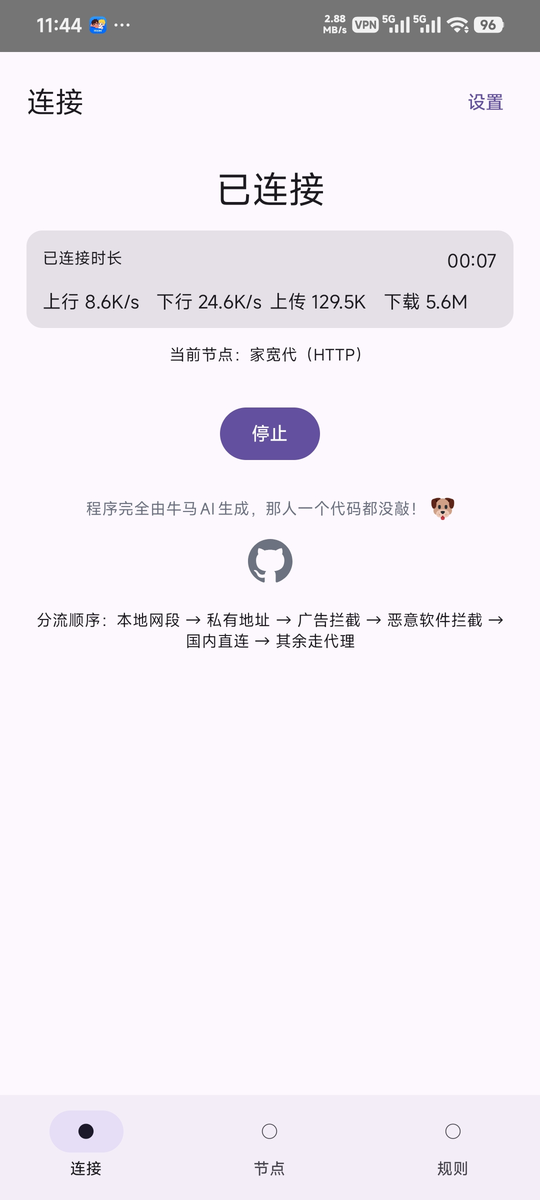 11:44 ··· 2.88 MB/s VPN 5G 5G 96
连接 设置
已连接
已连接时长 00:07
上行 8.6K/s 下行 24.6K/s 上传 129.5K 下载 5.6M
当前节点：家宽代（HTTP）
停止
程序完全由牛马AI生成，那人一个代码都没敲！
分流顺序：本地网段 → 私有地址 → 广告拦截 → 恶意软件拦截 →
国内直连 → 其余走代理
连接 节点 规则